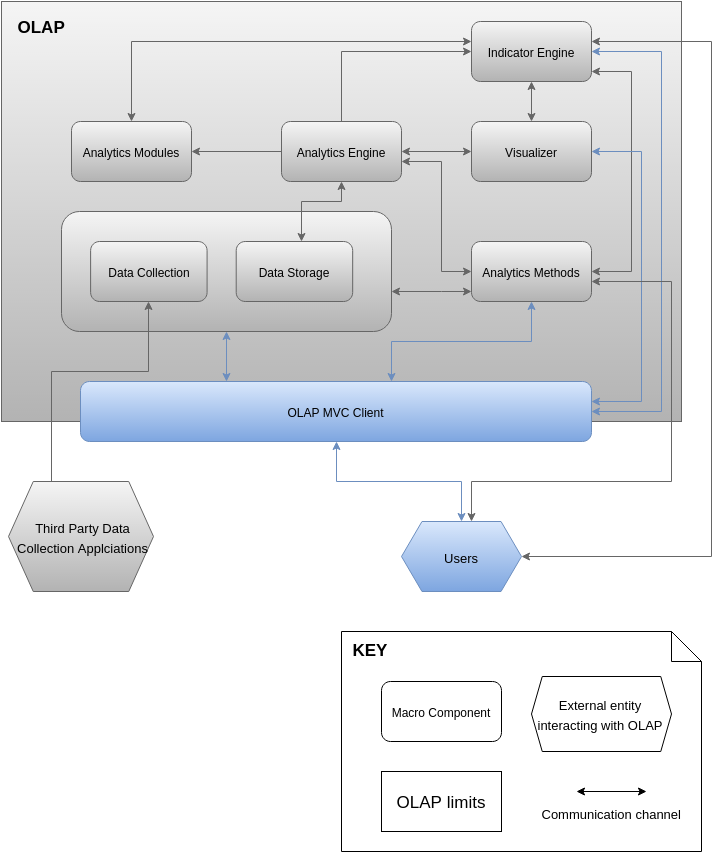 OLAP
Indicator Engine
Analytics Modules
Analytics Engine
Visualizer
Data Collection
Data Storage
Analytics Methods
OLAP MVC Client
Third Party Data
Collection Applciations
Users
KEY
Macro Component
External entity
interacting with OLAP
OLAP limits
Communication channel